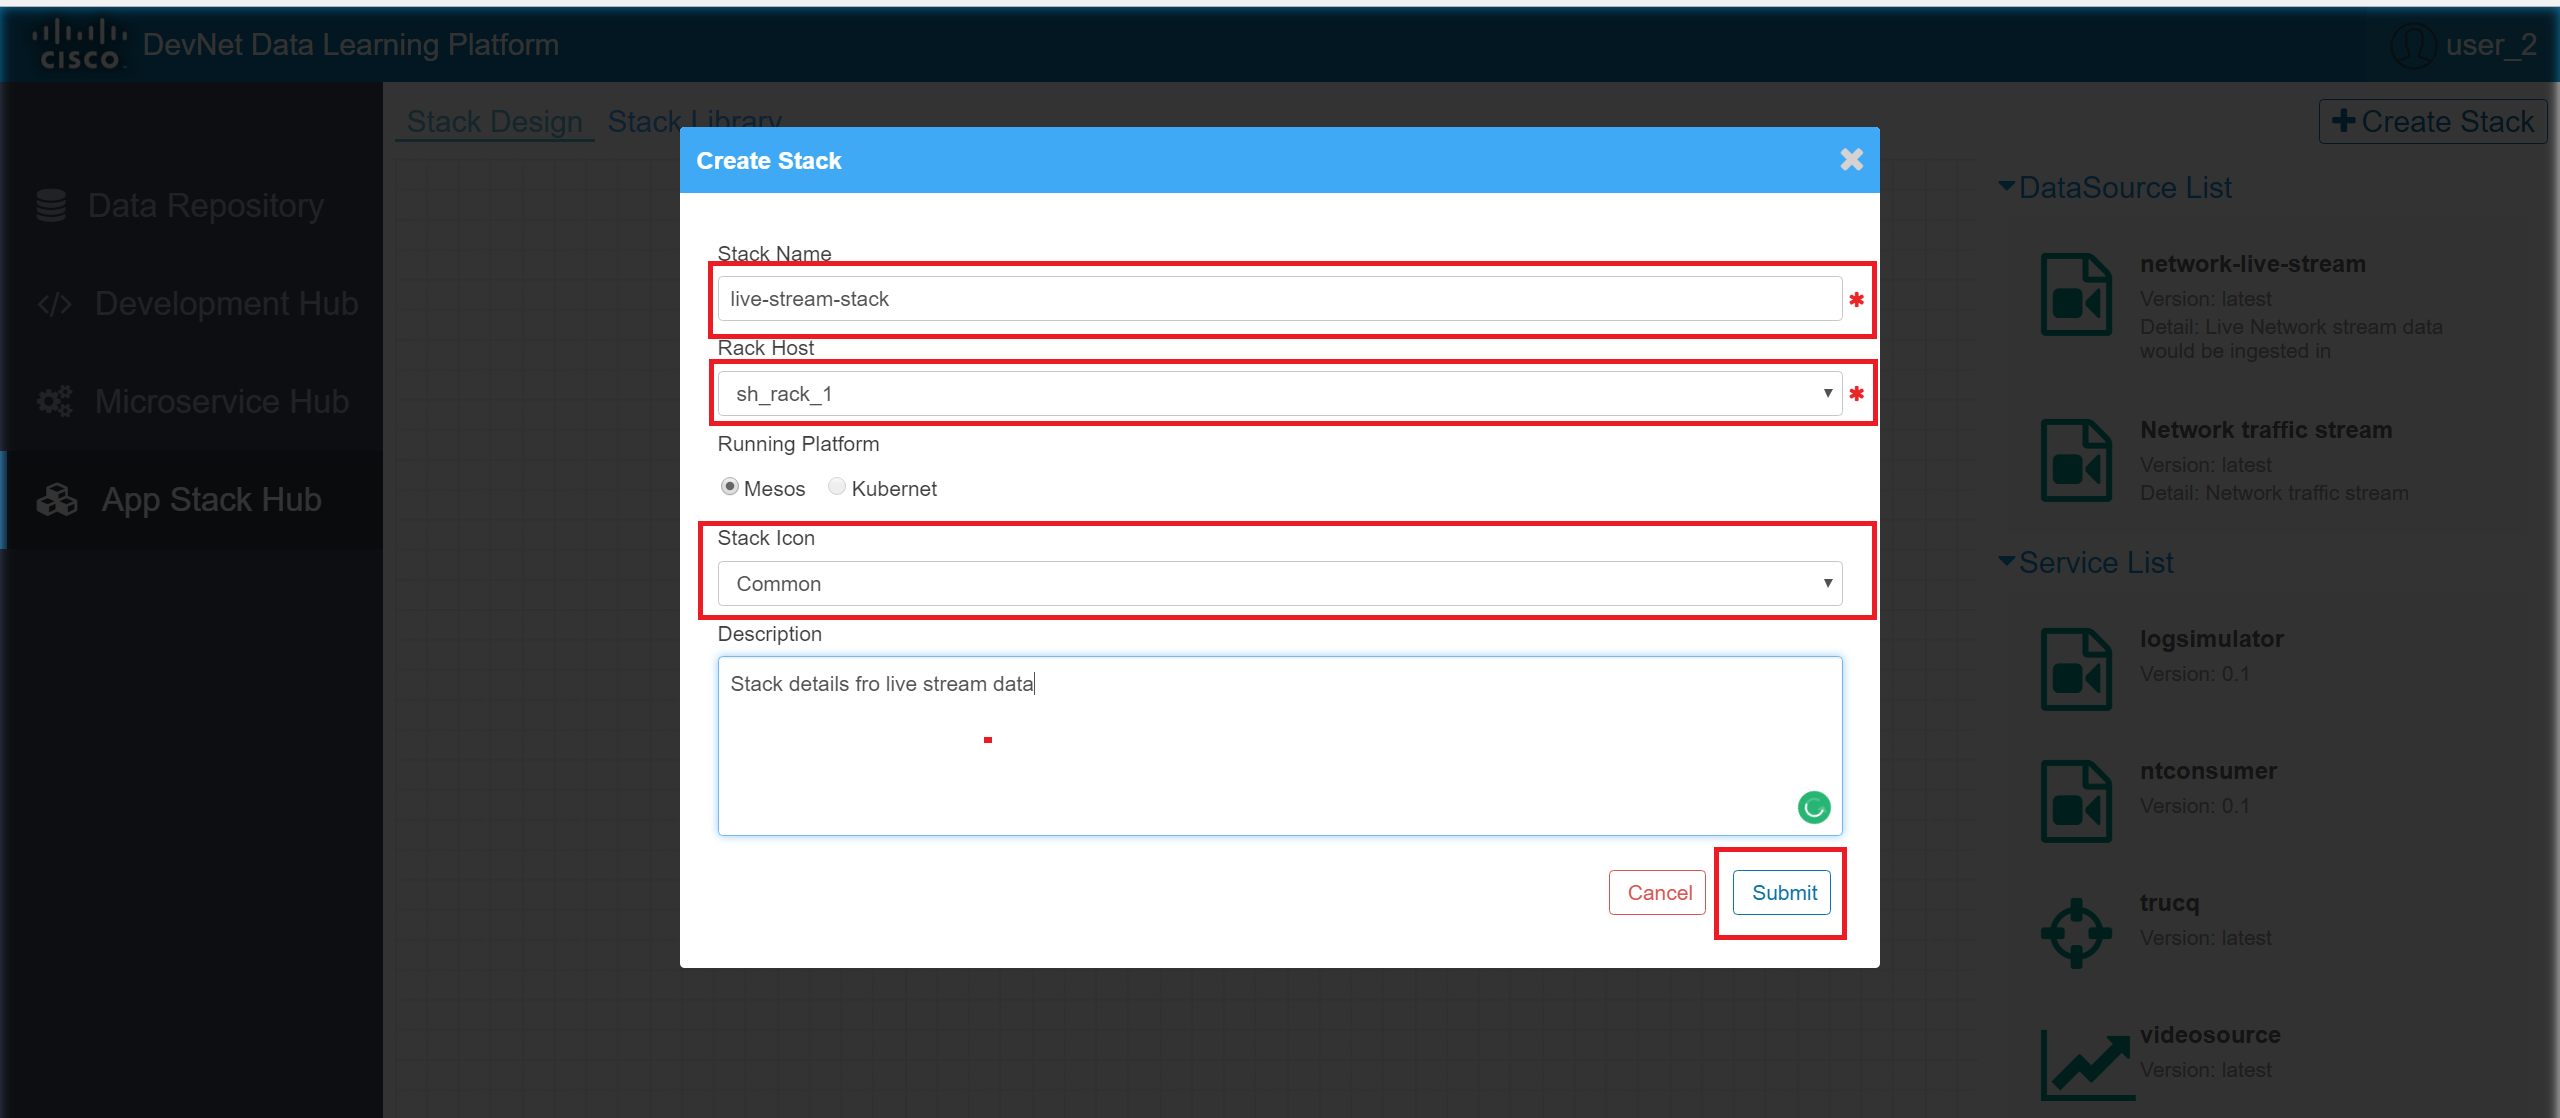 CISCO DevNet Data Learning Platform
user_2
Data Repository
Development Hub
Microservice Hub
App Stack Hub
Stack Design Stack Library
Create Stack
Create Stack
Stack Name
live-stream-stack
Rack Host
sh_rack_1
Running Platform
Mesos Kubernet
Stack Icon
Common
Description
Stack details fro live stream data
Cancel Submit
DataSource List
network-live-stream
Version: latest
Detail: Live Network stream data
would be ingested in
Network traffic stream
Version: latest
Detail: Network traffic stream
Service List
logsimulator
Version: 0.1
ntconsumer
Version: 0.1
trucq
Version: latest
videosource
Version: latest